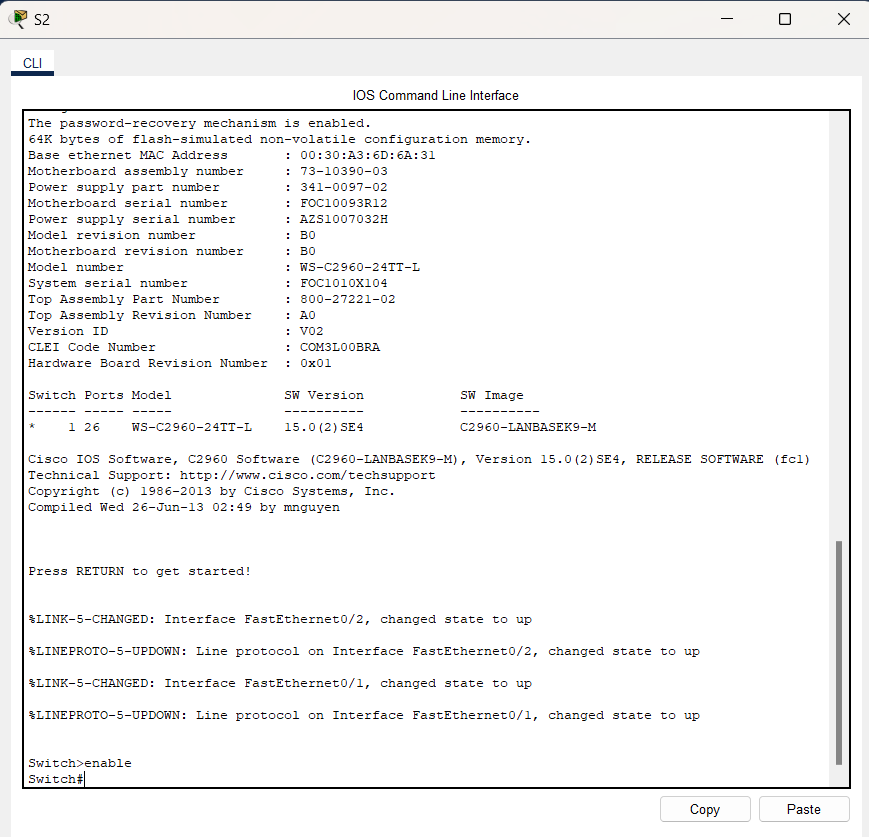 S2
CLI
IOS Command Line Interface
The password-recovery mechanism is enabled.
64K bytes of flash-simulated non-volatile configuration memory.
Base ethernet MAC Address       : 00:30:A3:6D:6A:31
Motherboard assembly number     : 73-10390-03
Power supply part number        : 341-0097-02
Motherboard serial number       : FOC10093R12
Power supply serial number      : AZS1007032H
Model revision number           : B0
Motherboard revision number     : B0
Model number                    : WS-C2960-24TT-L
System serial number            : FOC1010X104
Top Assembly Part Number        : 800-27221-02
Top Assembly Revision Number    : A0
Version ID                      : V02
CLEI Code Number                : COM3L00BRA
Hardware Board Revision Number  : 0x01
Switch Ports Model              SW Version            SW Image
------ ----- -----              ----------            ----------
*    1 26    WS-C2960-24TT-L    15.0(2)SE4            C2960-LANBASEK9-M
Cisco IOS Software, C2960 Software (C2960-LANBASEK9-M), Version 15.0(2)SE4, RELEASE SOFTWARE (fc1)
Technical Support: http://www.cisco.com/techsupport
Copyright (c) 1986-2013 by Cisco Systems, Inc.
Compiled Wed 26-Jun-13 02:49 by mnguyen
Press RETURN to get started!
%LINK-5-CHANGED: Interface FastEthernet0/2, changed state to up
%LINEPROTO-5-UPDOWN: Line protocol on Interface FastEthernet0/2, changed state to up
%LINK-5-CHANGED: Interface FastEthernet0/1, changed state to up
%LINEPROTO-5-UPDOWN: Line protocol on Interface FastEthernet0/1, changed state to up
Switch>enable
Switch#
Copy
Paste